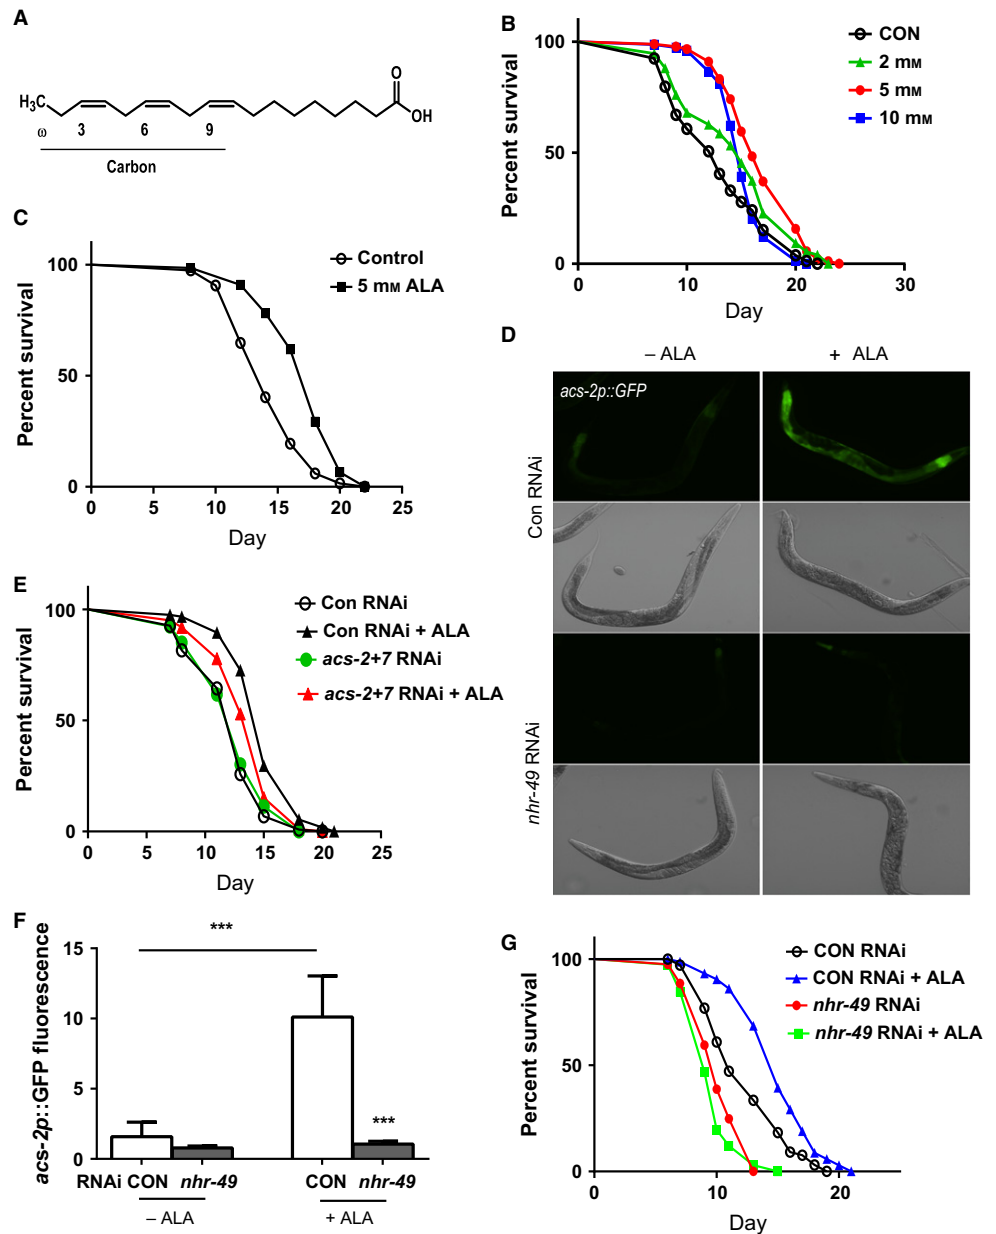 A
H₃C
O
OH
ω 3 6 9
Carbon
B
Percent survival
100
50
0
0 10 20 30
Day
CON
2 mM
5 mM
10 mM
C
Percent survival
100
50
0
0 5 10 15 20 25
Day
Control
5 mM ALA
D
– ALA + ALA
acs-2p::GFP
Con RNAi
nhr-49 RNAi
E
Percent survival
100
50
0
0 5 10 15 20 25
Day
Con RNAi
Con RNAi + ALA
acs-2+7 RNAi
acs-2+7 RNAi + ALA
F
acs-2p::GFP fluorescence
15
10
5
0
***
***
RNAi CON nhr-49 CON nhr-49
– ALA + ALA
G
Percent survival
100
50
0
0 10 20
Day
CON RNAi
CON RNAi + ALA
nhr-49 RNAi
nhr-49 RNAi + ALA